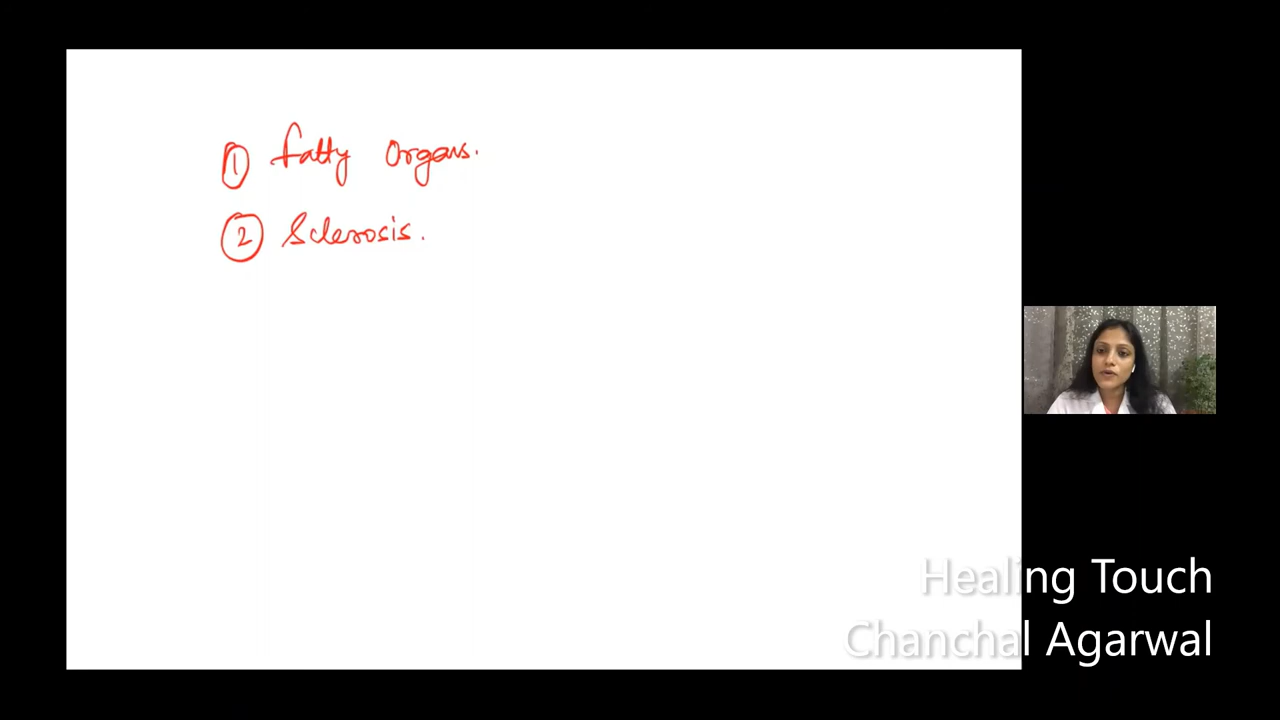 ① fatty Organs.
② Sclerosis.
Healing Touch
Chanchal Agarwal